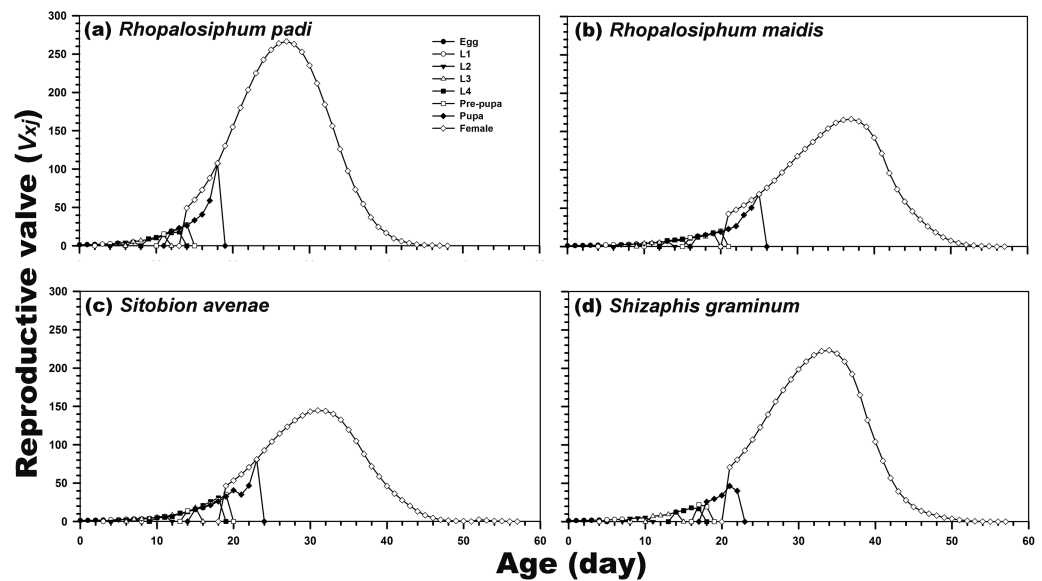 (a) Rhopalosiphum padi
(b) Rhopalosiphum maidis
300
250
200
150
100
50
0
Egg
L1
L2
L3
L4
Pre-pupa
Pupa
Female
Reproductive valve (Vxj)
(c) Sitobion avenae
(d) Shizaphis graminum
300
250
200
150
100
50
0
0 10 20 30 40 50 60
0 10 20 30 40 50 60
Age (day)